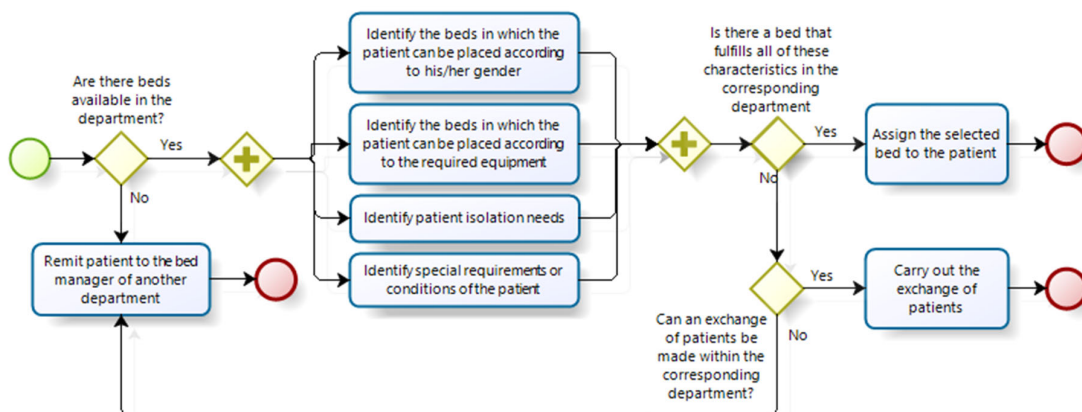 Are there beds
available in the
department?
Yes
No
Remit patient to the bed
manager of another
department
Identify the beds in which the
patient can be placed according
to his/her gender
Identify the beds in which the
patient can be placed according
to the required equipment
Identify patient isolation needs
Identify special requirements or
conditions of the patient
Is there a bed that
fulfills all of these
characteristics in the
corresponding
department
Yes
No
Assign the selected
bed to the patient
Can an exchange
of patients be
made within the
corresponding
department?
Yes
No
Carry out the
exchange of
patients